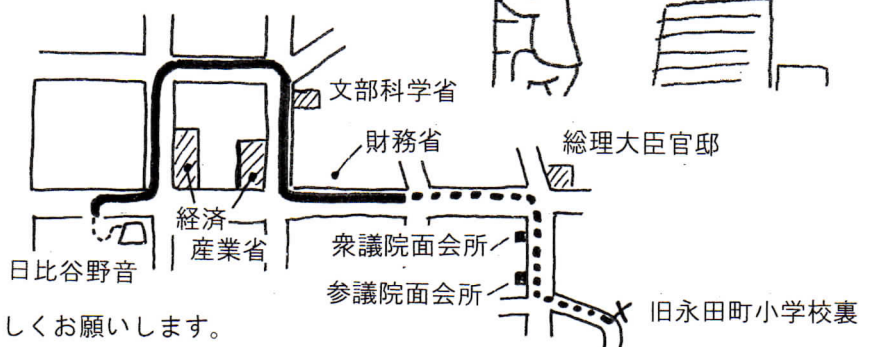 文部科学省
財務省
総理大臣官邸
経済
産業省
衆議院面会所
参議院面会所
日比谷野音
旧永田町小学校裏
しくお願いします。